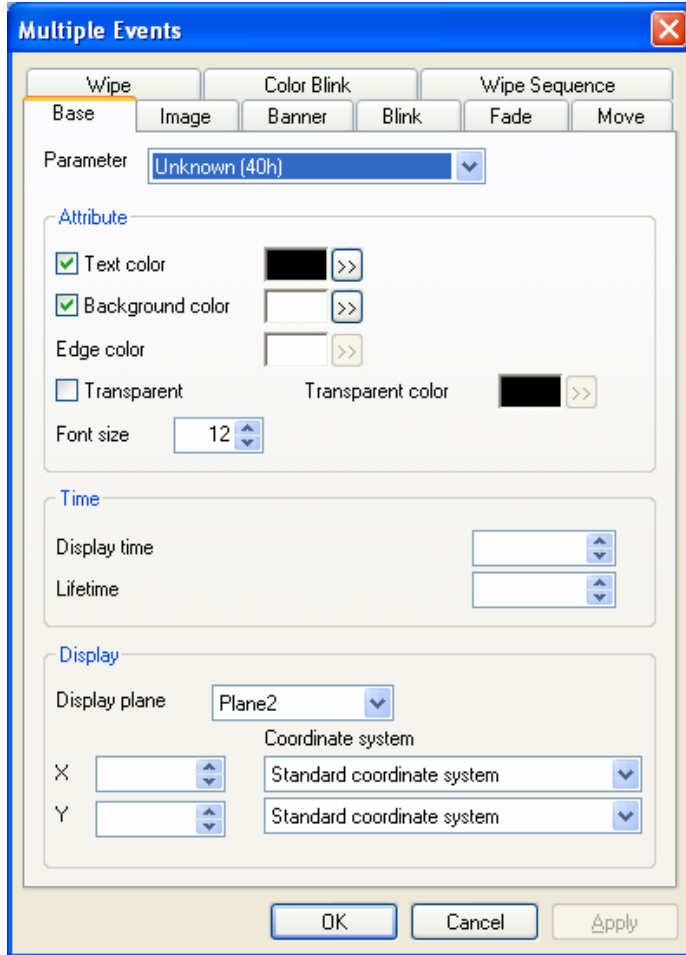 Multiple Events
Wipe Color Blink Wipe Sequence
Base Image Banner Blink Fade Move
Parameter Unknown (40h)
Attribute
Text color >>
Background color >>
Edge color >>
Transparent Transparent color >>
Font size 12
Time
Display time
Lifetime
Display
Display plane Plane2
Coordinate system
X Standard coordinate system
Y Standard coordinate system
OK Cancel Apply